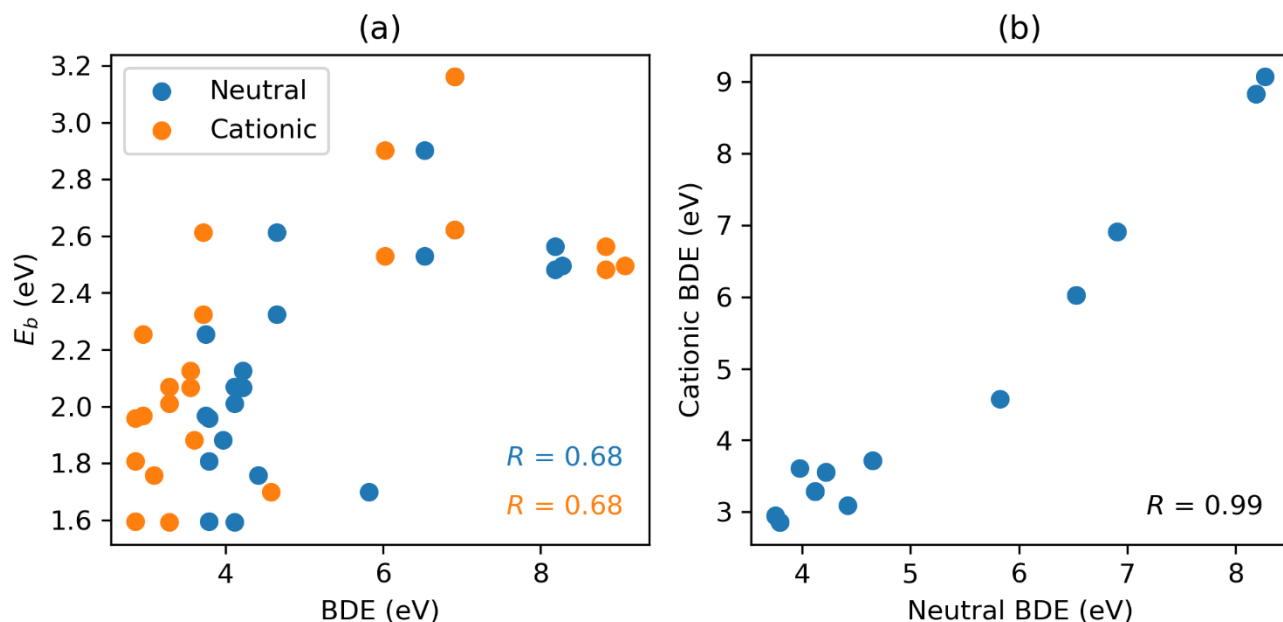 (a)
3.2
3.0
2.8
2.6
2.4
2.2
2.0
1.8
1.6
E_b (eV)
Neutral
Cationic
R = 0.68
R = 0.68
4 6 8
BDE (eV)
(b)
9
8
7
6
5
4
3
Cationic BDE (eV)
R = 0.99
4 5 6 7 8
Neutral BDE (eV)